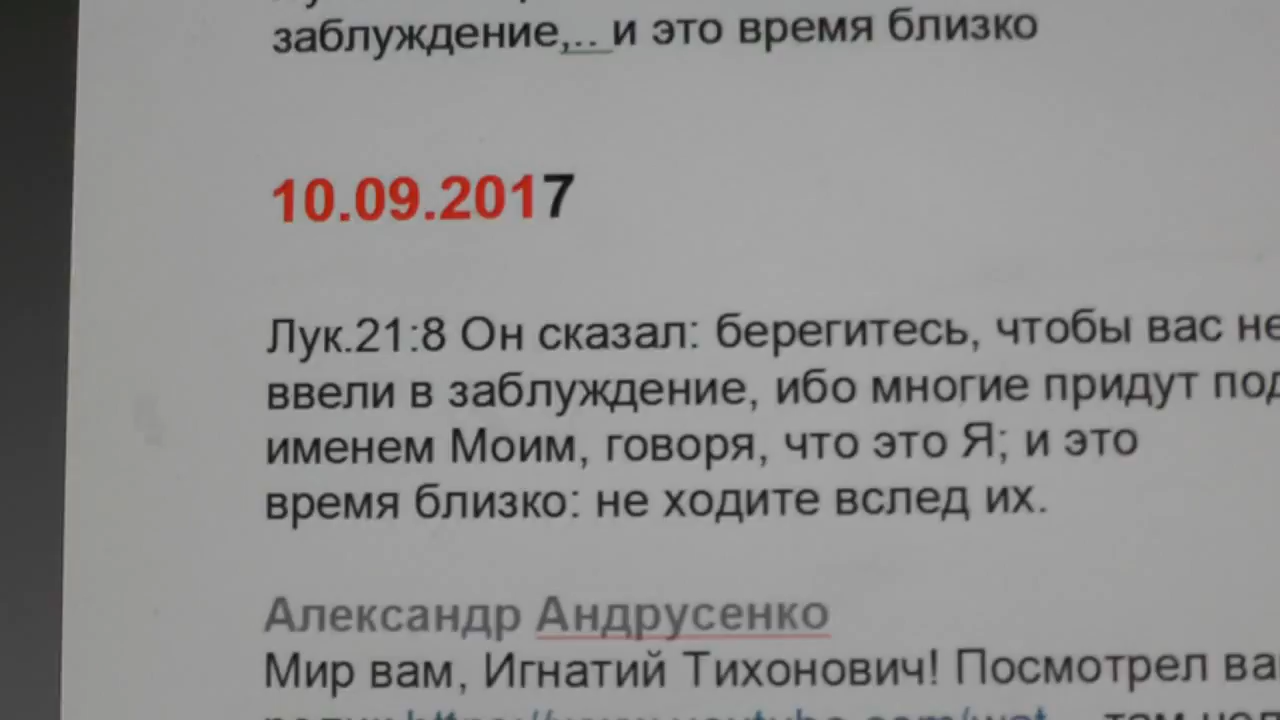 заблуждение,.. и это время близко
10.09.2017
Лук.21:8 Он сказал: берегитесь, чтобы вас не
ввели в заблуждение, ибо многие придут под
именем Моим, говоря, что это Я; и это
время близко: не ходите вслед их.
Александр Андрусенко
Мир вам, Игнатий Тихонович! Посмотрел ва